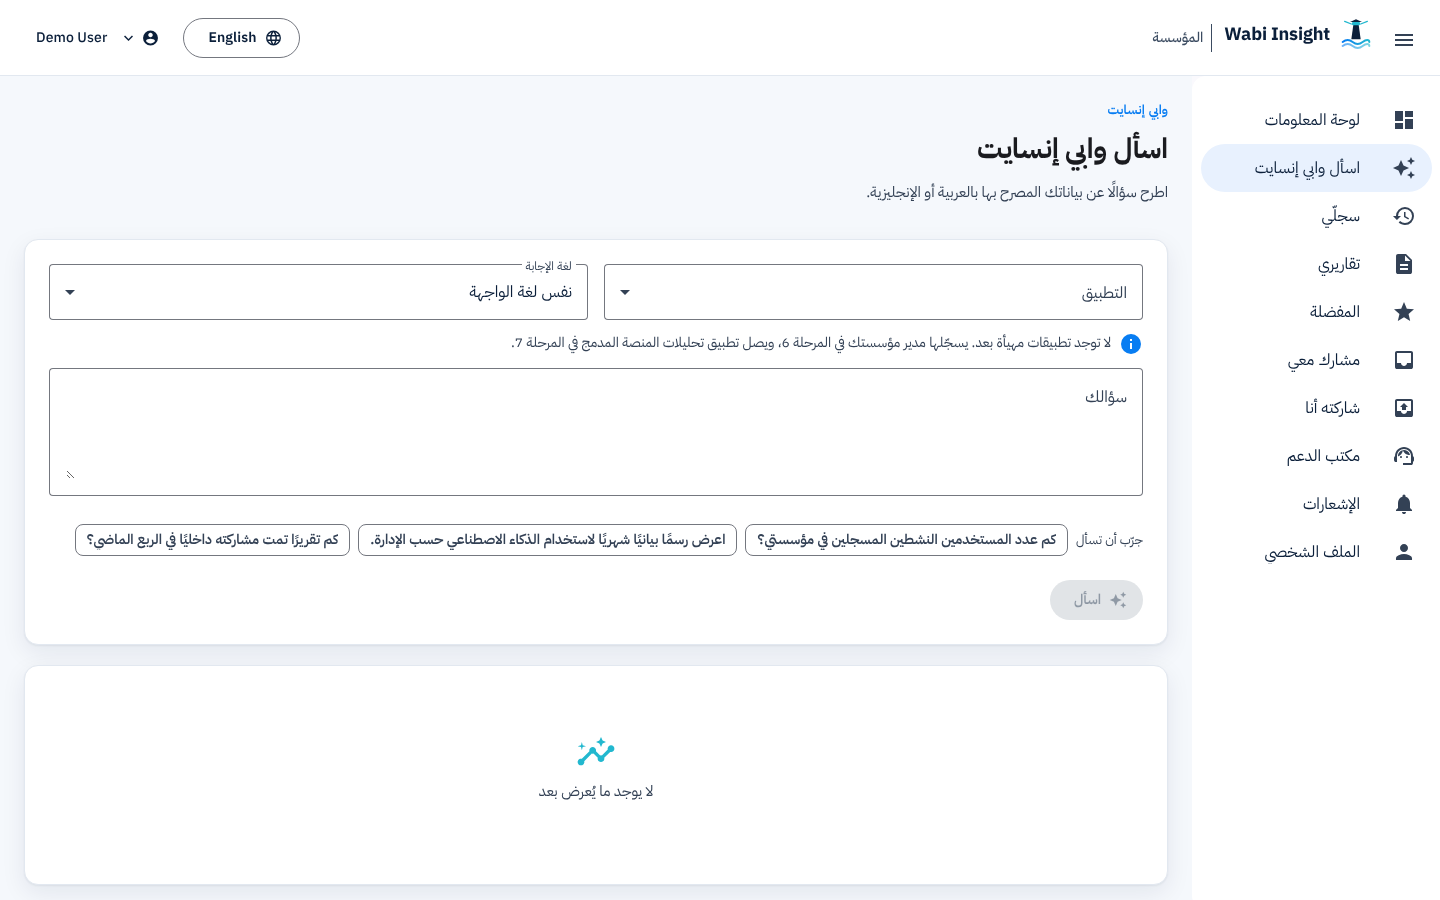 Wabi Insight
المؤسسة
English
Demo User
لوحة المعلومات
اسأل وابي إنسايت
سجلّي
تقاريري
المفضلة
مشارك معي
شاركته أنا
مكتب الدعم
الإشعارات
الملف الشخصي
وابي إنسايت
اسأل وابي إنسايت
اطرح سؤالًا عن بياناتك المصرح بها بالعربية أو الإنجليزية.
التطبيق
لغة الإجابة
نفس لغة الواجهة
لا توجد تطبيقات مهيأة بعد. يسجّلها مدير مؤسستك في المرحلة 6، ويصل تطبيق تحليلات المنصة المدمج في المرحلة 7.
سؤالك
جرّب أن تسأل
كم عدد المستخدمين النشطين المسجلين في مؤسستي؟
اعرض رسمًا بيانيًا شهريًا لاستخدام الذكاء الاصطناعي حسب الإدارة.
كم تقريرًا تمت مشاركته داخليًا في الربع الماضي؟
اسأل
لا يوجد ما يُعرض بعد